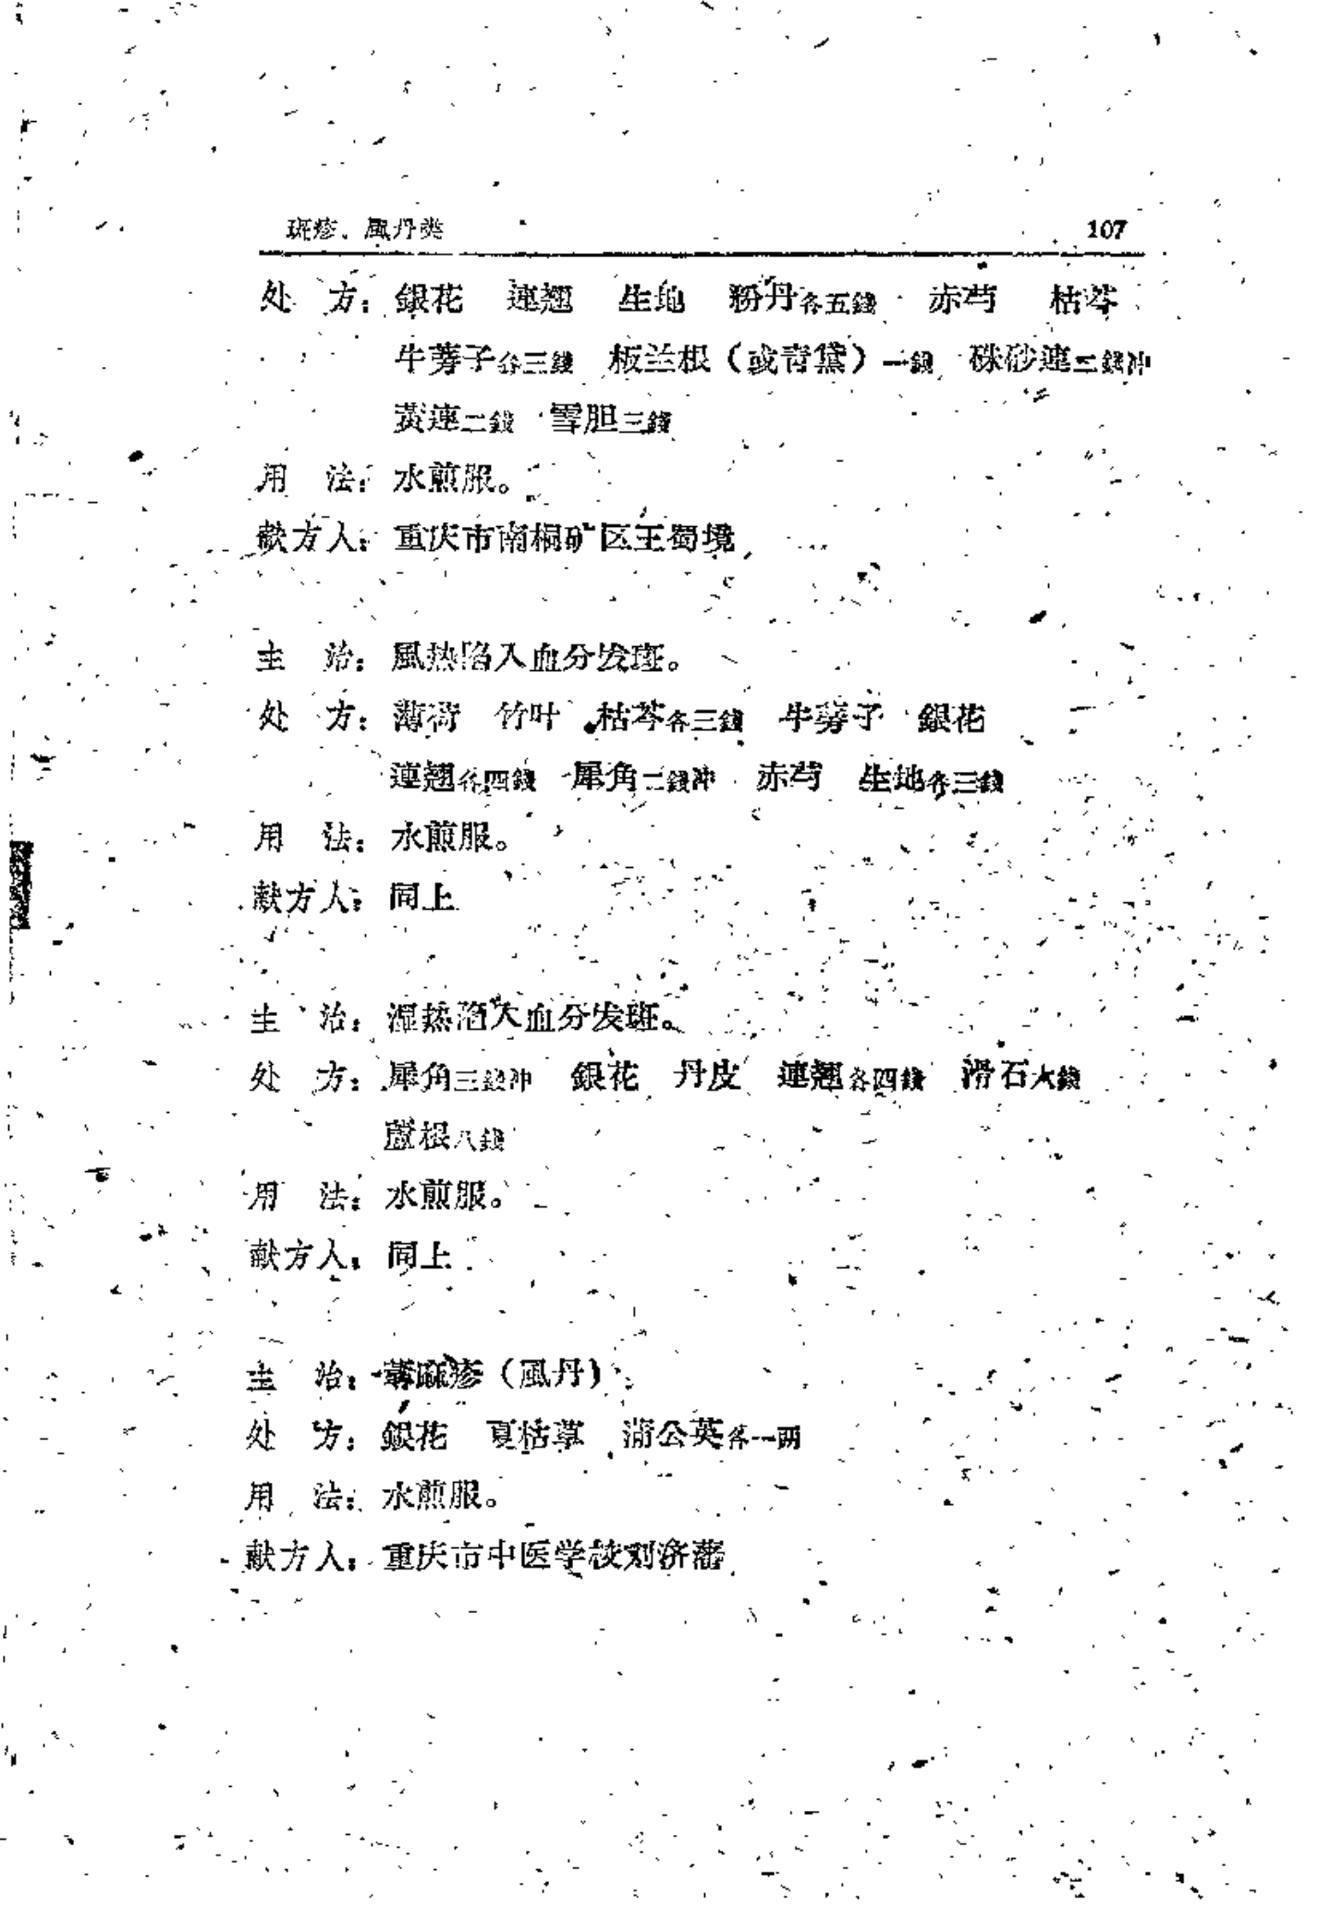 斑疹、風丹类 107
处 方：銀花 連翘 生地 粉丹各五錢 赤芍 枯芩
牛蒡子各三錢 板兰根（或青黛）一錢 硃砂連三錢冲
黄連二錢 雪胆三錢
用 法：水煎服。
献方人：重庆市南桐矿区王蜀境
主 治：風热陷入血分发斑。
处 方：薄荷 竹叶 枯芩各三錢 牛蒡子 銀花
連翘各四錢 犀角二錢冲 赤芍 生地各三錢
用 法：水煎服。
献方人：同上
主 治：湿热陷入血分发斑。
处 方：犀角三錢冲 銀花 丹皮 連翘各四錢 滑石六錢
蘆根八錢
用 法：水煎服。
献方人：同上
主 治：蕁麻疹（風丹）
处 方：銀花 夏枯草 蒲公英各一两
用 法：水煎服。
献方人：重庆市中医学校刘济蕃